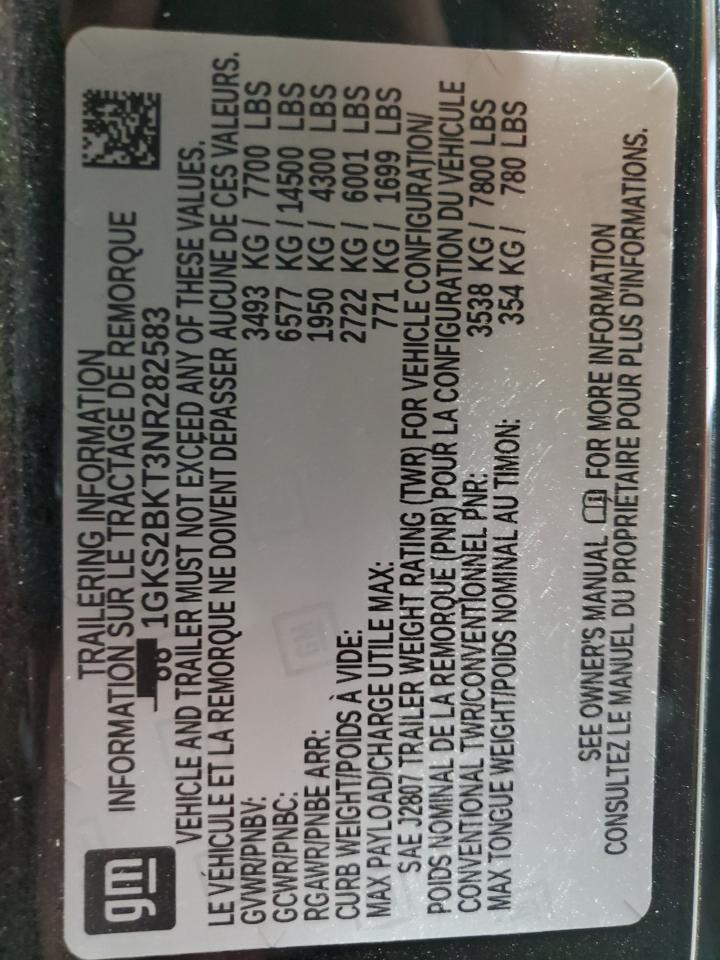 gm
TRAILERING INFORMATION
INFORMATION SUR LE TRACTAGE DE REMORQUE
1GKS2BKT3NR282583
VEHICLE AND TRAILER MUST NOT EXCEED ANY OF THESE VALUES.
LE VÉHICULE ET LA REMORQUE NE DOIVENT DÉPASSER AUCUNE DE CES VALEURS.
GVWR/PNBV: 3493 KG / 7700 LBS
GCWR/PNBC: 6577 KG / 14500 LBS
RGAWR/PNBE ARR: 1950 KG / 4300 LBS
CURB WEIGHT/POIDS À VIDE: 2722 KG / 6001 LBS
MAX PAYLOAD/CHARGE UTILE MAX: 771 KG / 1699 LBS
SAE J2807 TRAILER WEIGHT RATING (TWR) FOR VEHICLE CONFIGURATION/
POIDS NOMINAL DE LA REMORQUE (PNR) POUR LA CONFIGURATION DU VÉHICULE
CONVENTIONAL TWR/CONVENTIONNEL PNR: 3538 KG / 7800 LBS
MAX TONGUE WEIGHT/POIDS NOMINAL AU TIMON: 354 KG / 780 LBS
SEE OWNER'S MANUAL FOR MORE INFORMATION
CONSULTEZ LE MANUEL DU PROPRIÉTAIRE POUR PLUS D'INFORMATIONS.